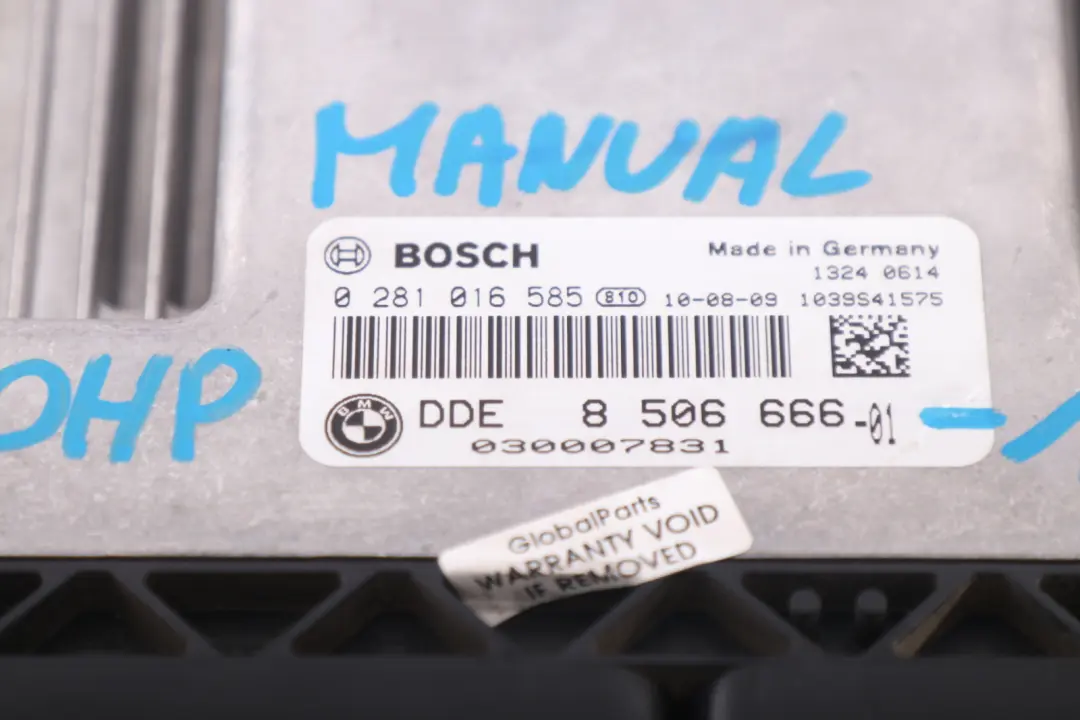 MANUAL
BOSCH
Made in Germany
1324 0614
0 281 016 585 810 10-08-09 1039S41575
OHP
BMW
DDE 8 506 666-01
030007831
GlobalParts
WARRANTY VOID
IF REMOVED